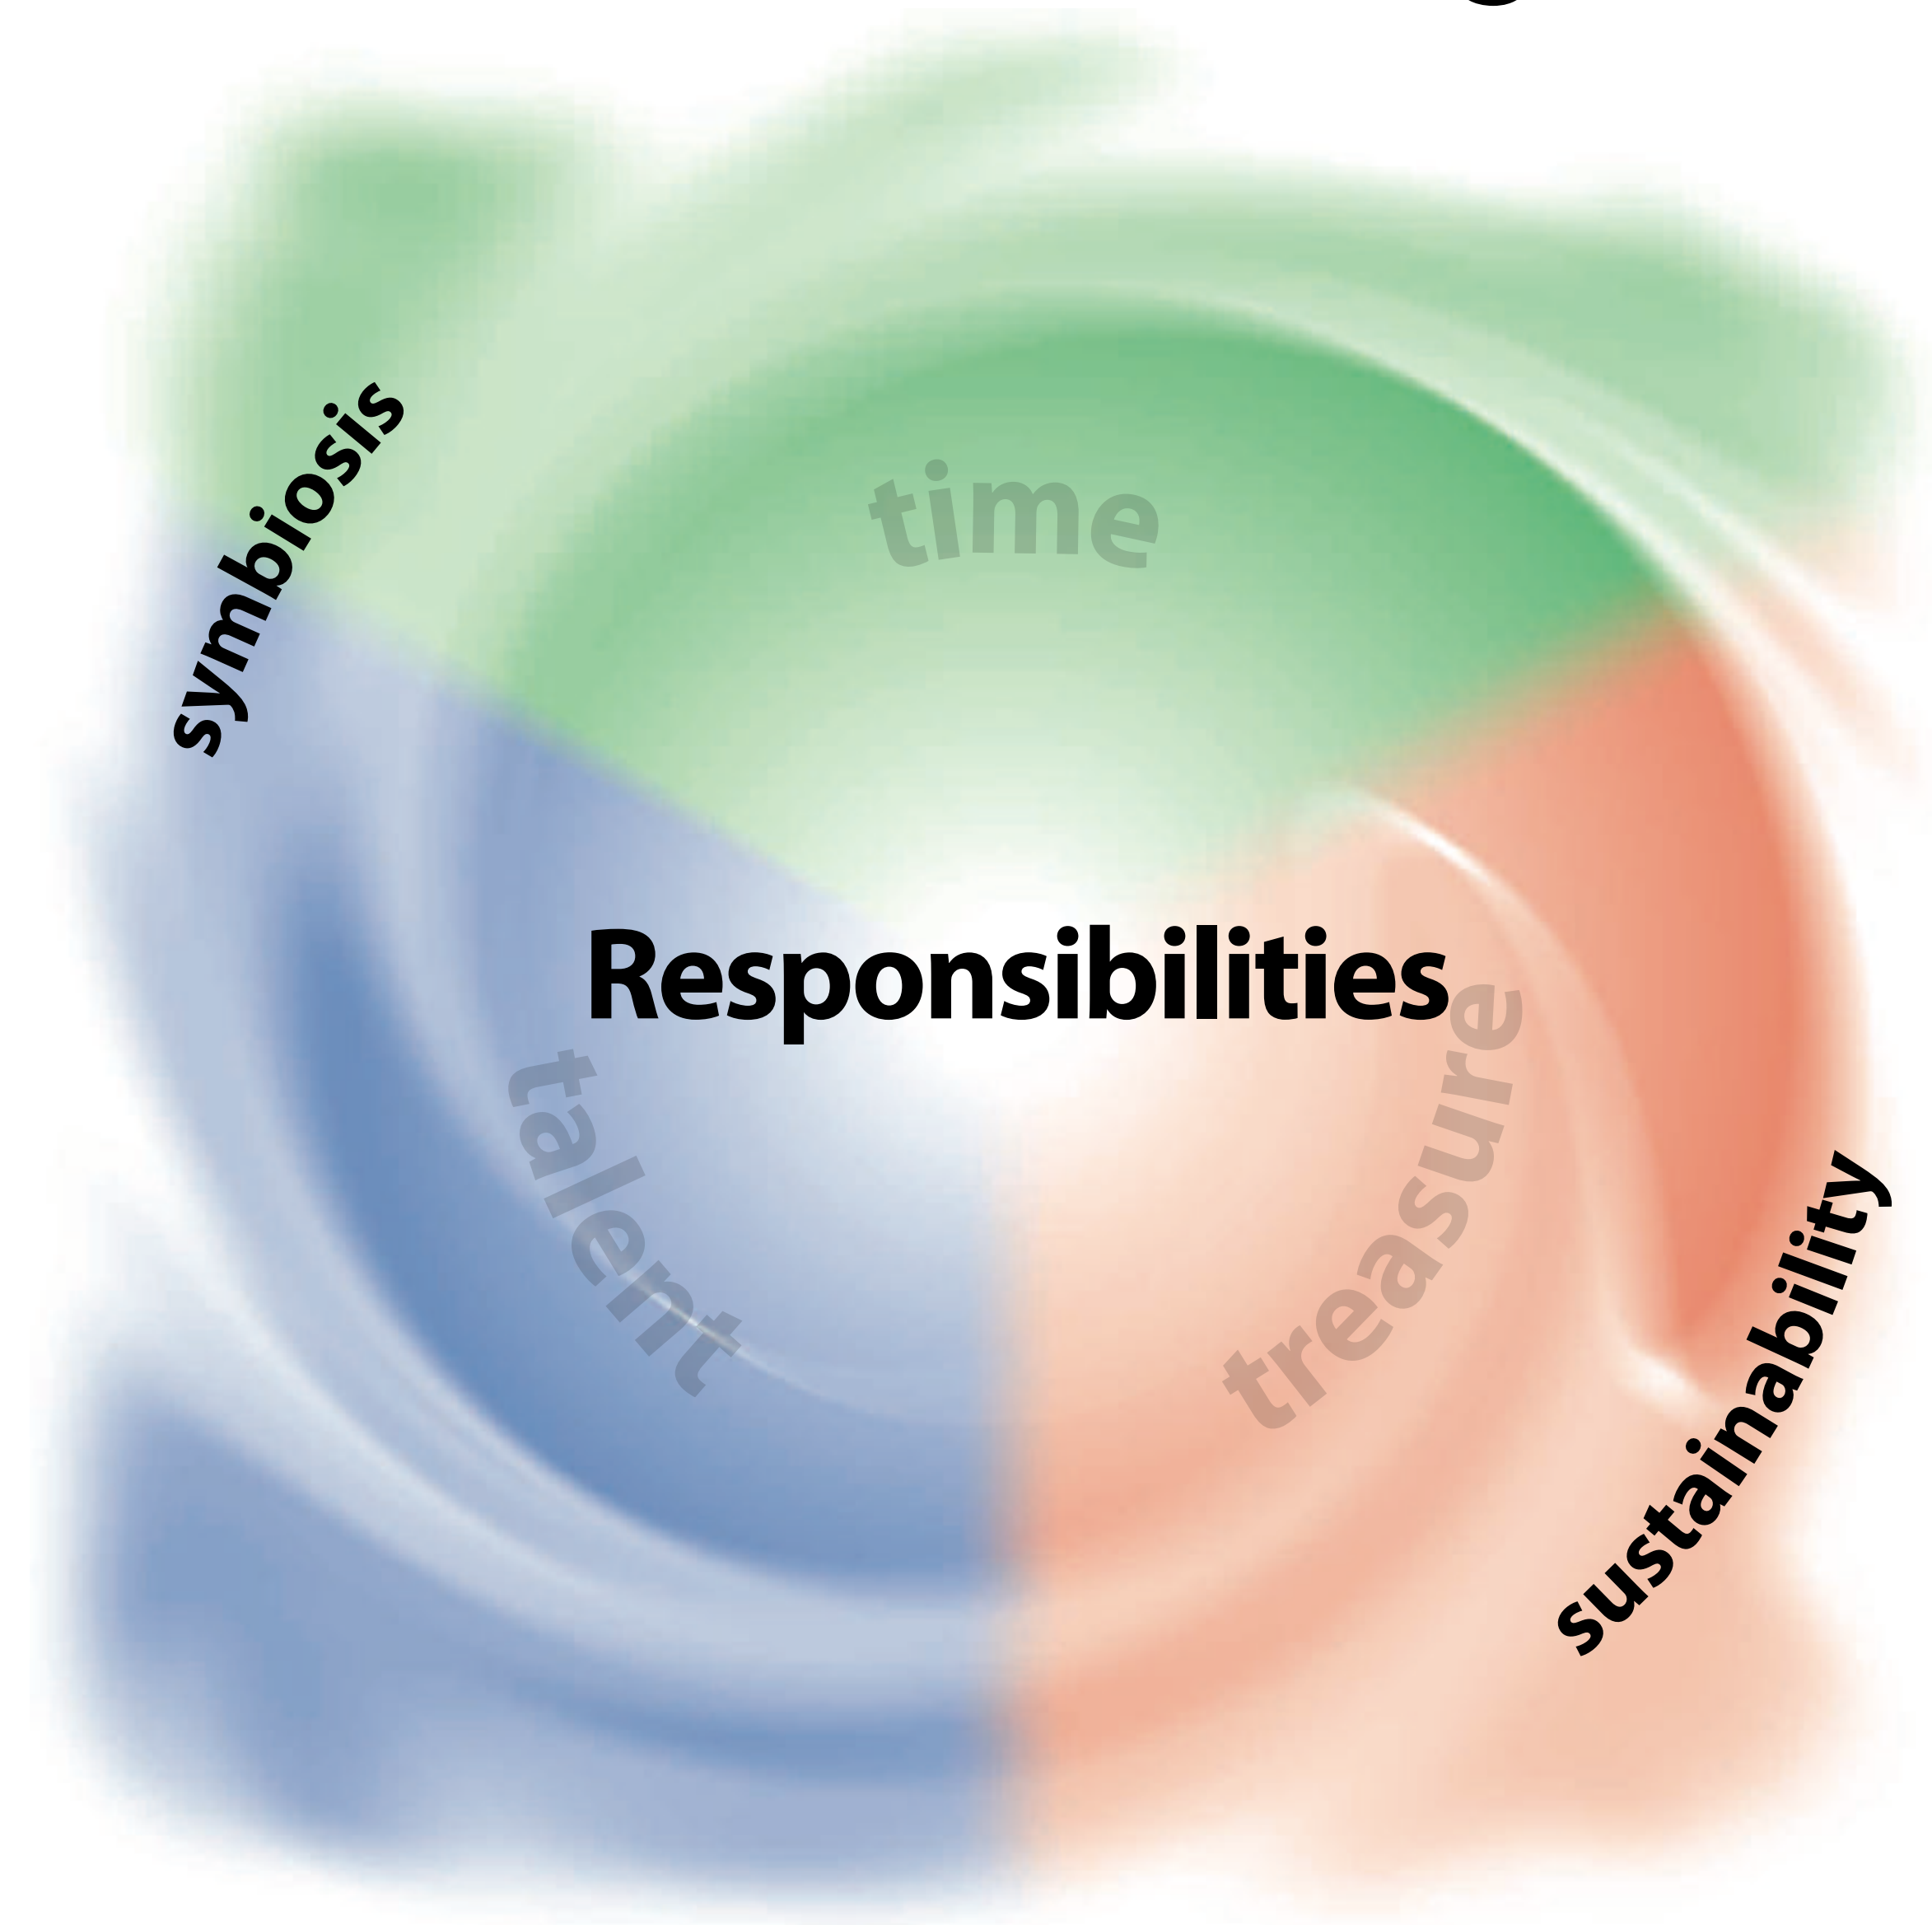 symbiosis
time
Responsibilities
talent
treasure
sustainability